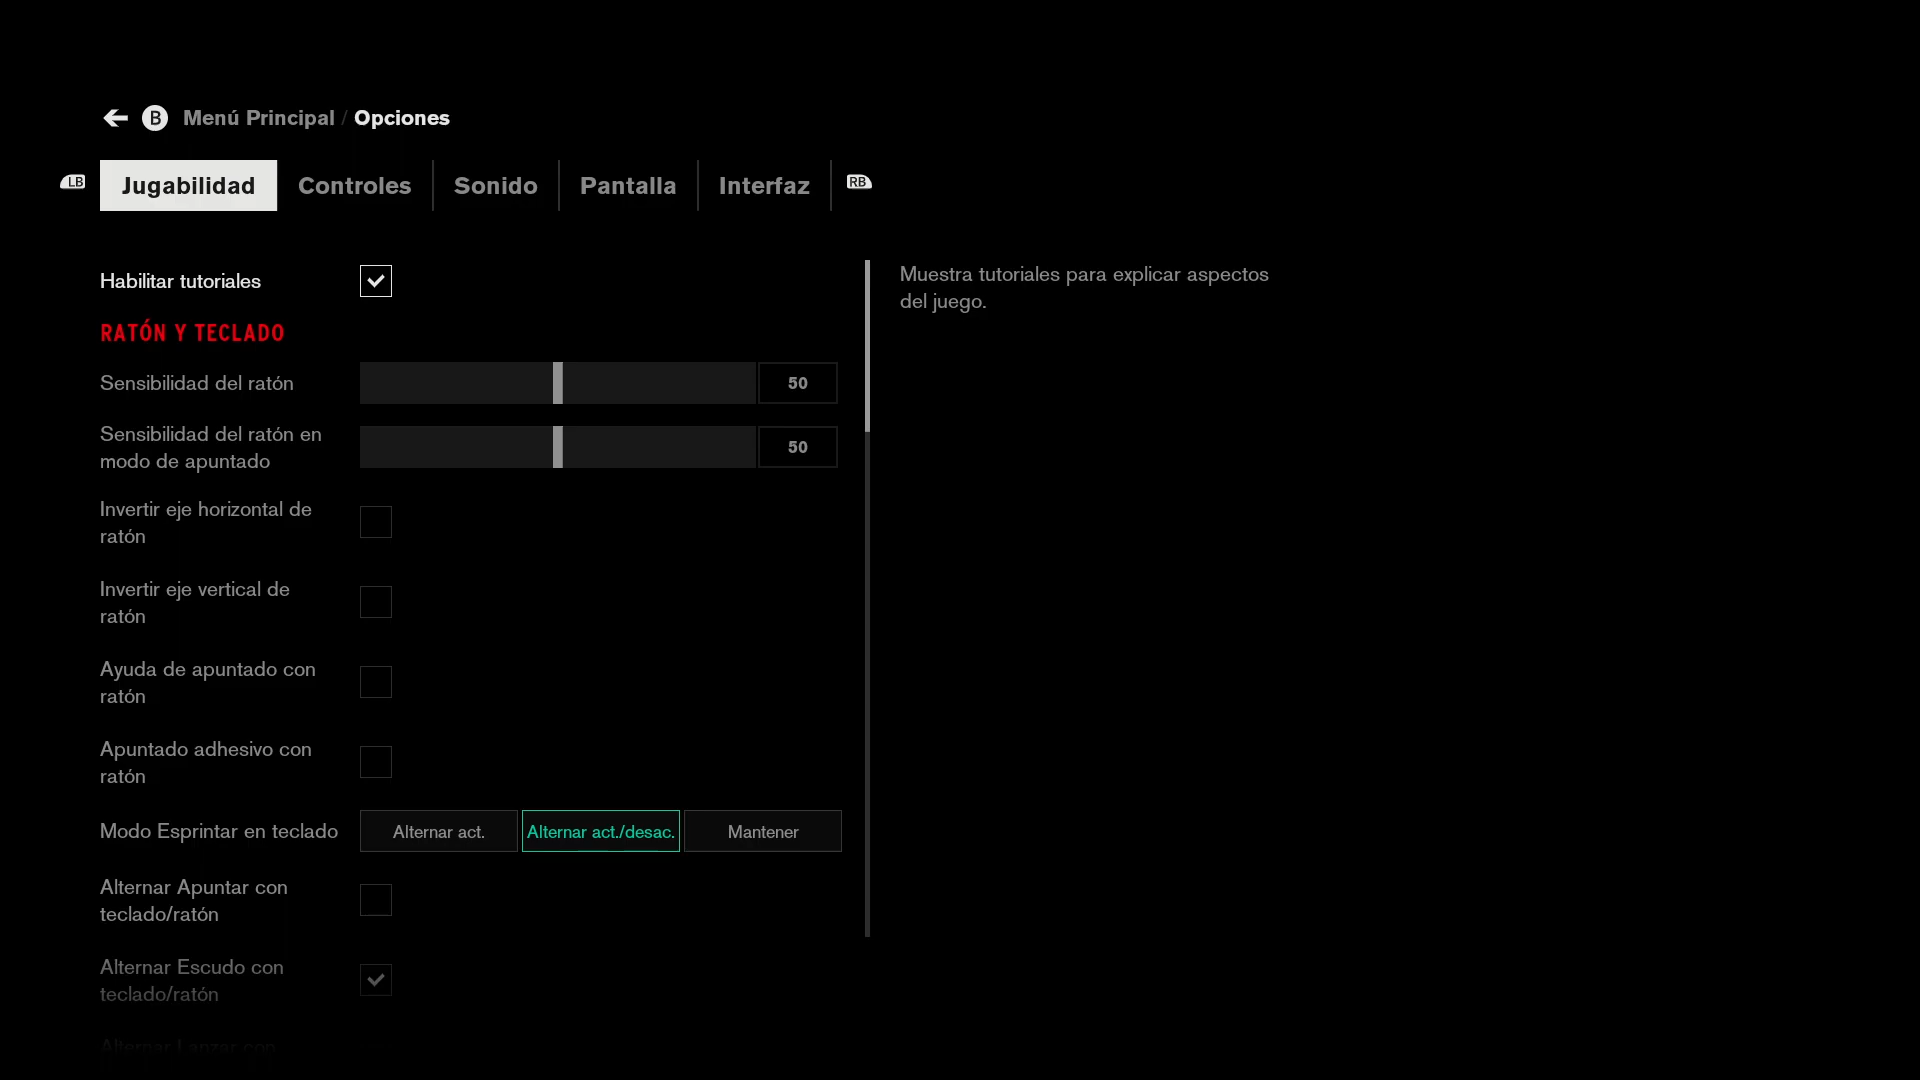 B Menú Principal / Opciones
LB Jugabilidad Controles Sonido Pantalla Interfaz RB
Habilitar tutoriales
Muestra tutoriales para explicar aspectos
del juego.
RATÓN Y TECLADO
Sensibilidad del ratón 50
Sensibilidad del ratón en
modo de apuntado 50
Invertir eje horizontal de
ratón
Invertir eje vertical de
ratón
Ayuda de apuntado con
ratón
Apuntado adhesivo con
ratón
Modo Esprintar en teclado Alternar act. Alternar act./desac. Mantener
Alternar Apuntar con
teclado/ratón
Alternar Escudo con
teclado/ratón
Alternar Lanzar con